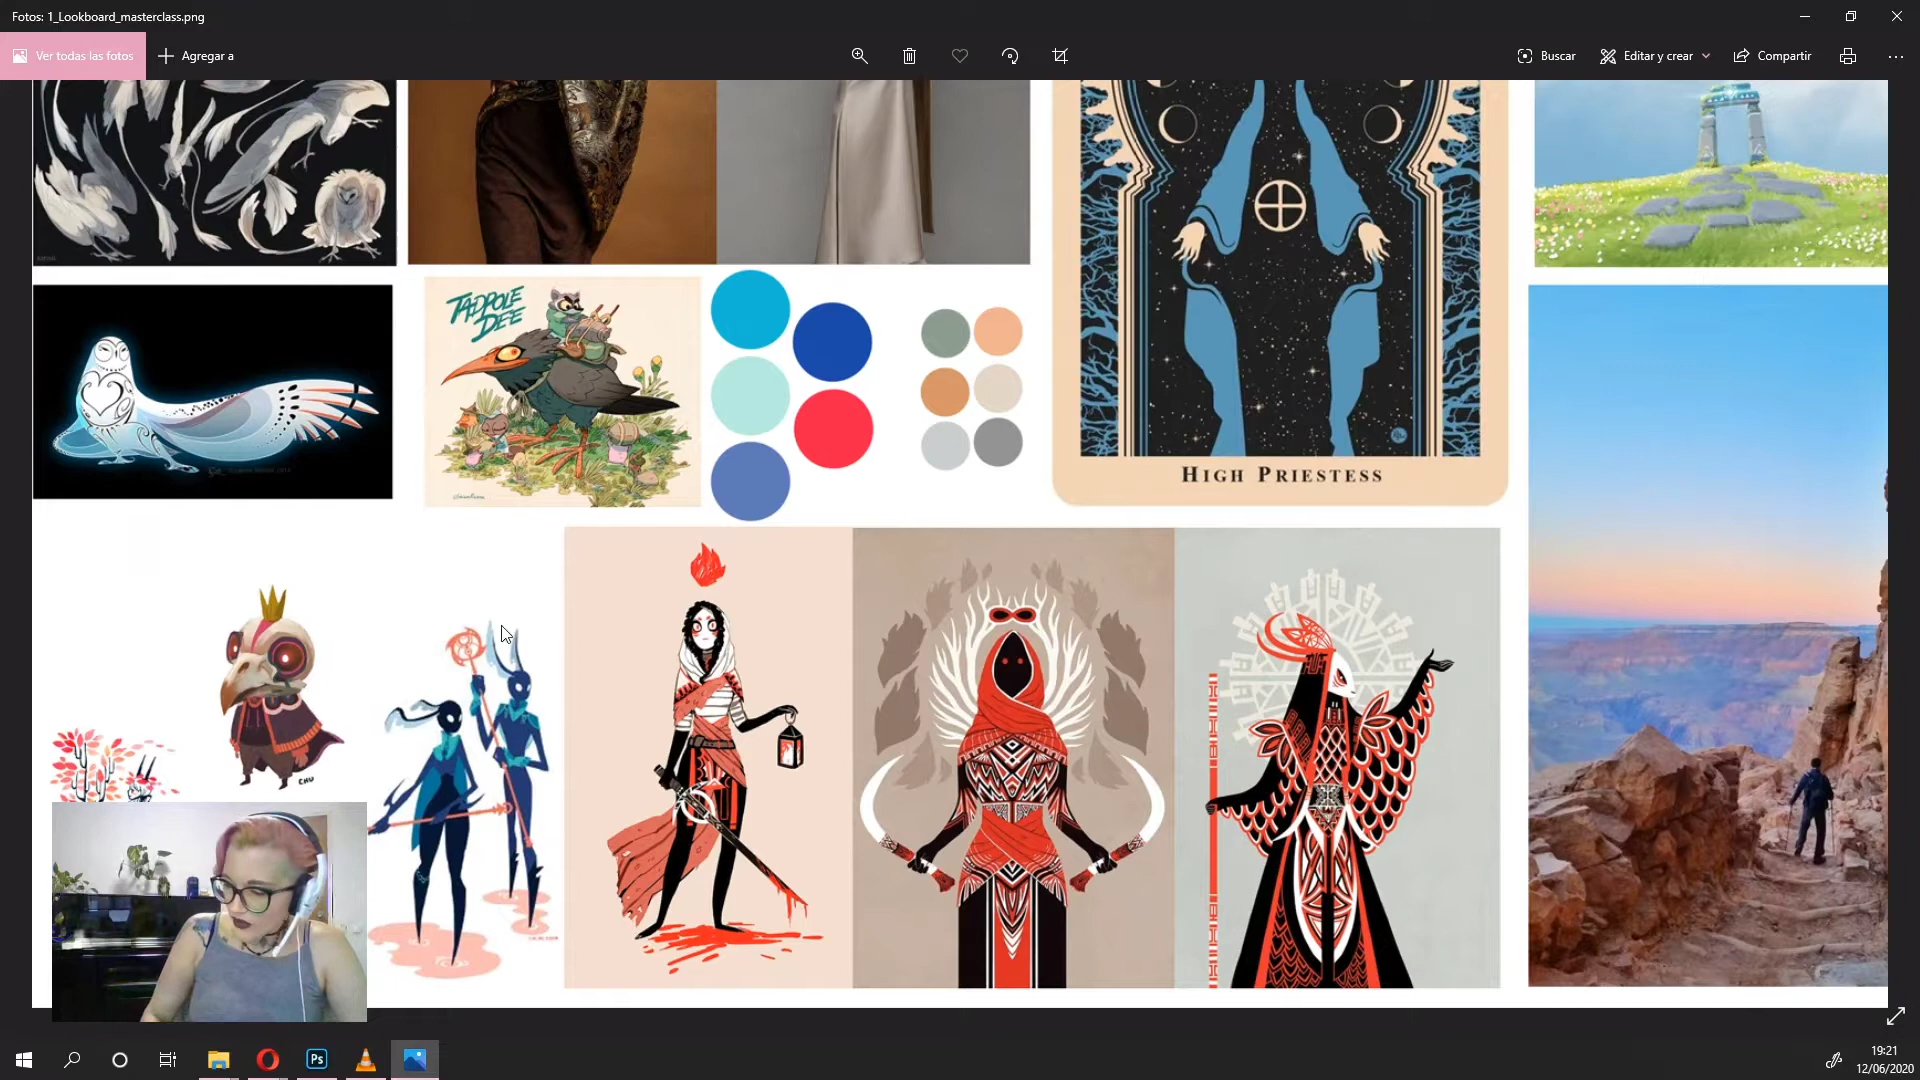 Fotos: 1_Lookboard_masterclass.png
Ver todas las fotos
Agregar a
Buscar
Editar y crear
Compartir
TADPOLE
DEE
HIGH PRIESTESS
CHU
Ps
19:21
12/06/2020